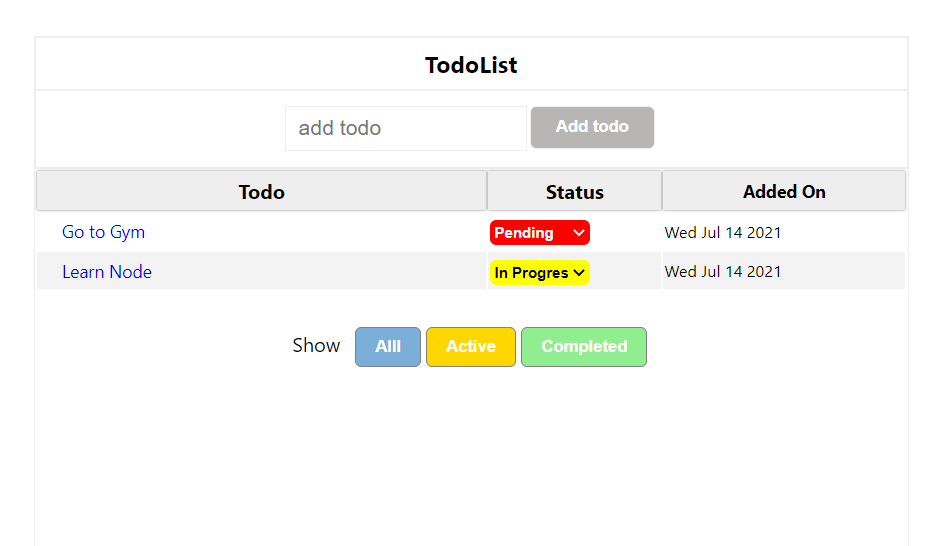 TodoList
add todo Add todo
Todo Status Added On
Go to Gym Pending Wed Jul 14 2021
Learn Node In Progres Wed Jul 14 2021
Show Alll Active Completed